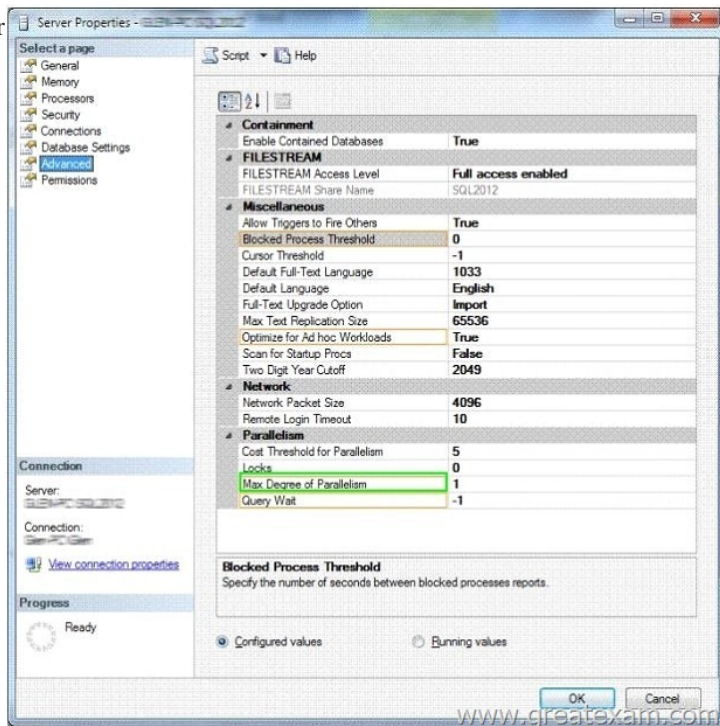 r
Server Properties -
Select a page
General
Memory
Processors
Security
Connections
Database Settings
Advanced
Permissions
Script Help
Containment
Enable Contained Databases True
FILESTREAM
FILESTREAM Access Level Full access enabled
FILESTREAM Share Name SQL2012
Miscellaneous
Allow Triggers to Fire Others True
Blocked Process Threshold 0
Cursor Threshold -1
Default Full-Text Language 1033
Default Language English
Full-Text Upgrade Option Import
Max Text Replication Size 65536
Optimize for Ad hoc Workloads True
Scan for Startup Procs False
Two Digit Year Cutoff 2049
Network
Network Packet Size 4096
Remote Login Timeout 10
Parallelism
Cost Threshold for Parallelism 5
Locks 0
Max Degree of Parallelism 1
Query Wait -1
Connection
Server:
Connection:
View connection properties
Blocked Process Threshold
Specify the number of seconds between blocked processes reports.
Progress
Ready
Configured values Running values
OK Cancel
www.greatexam.com